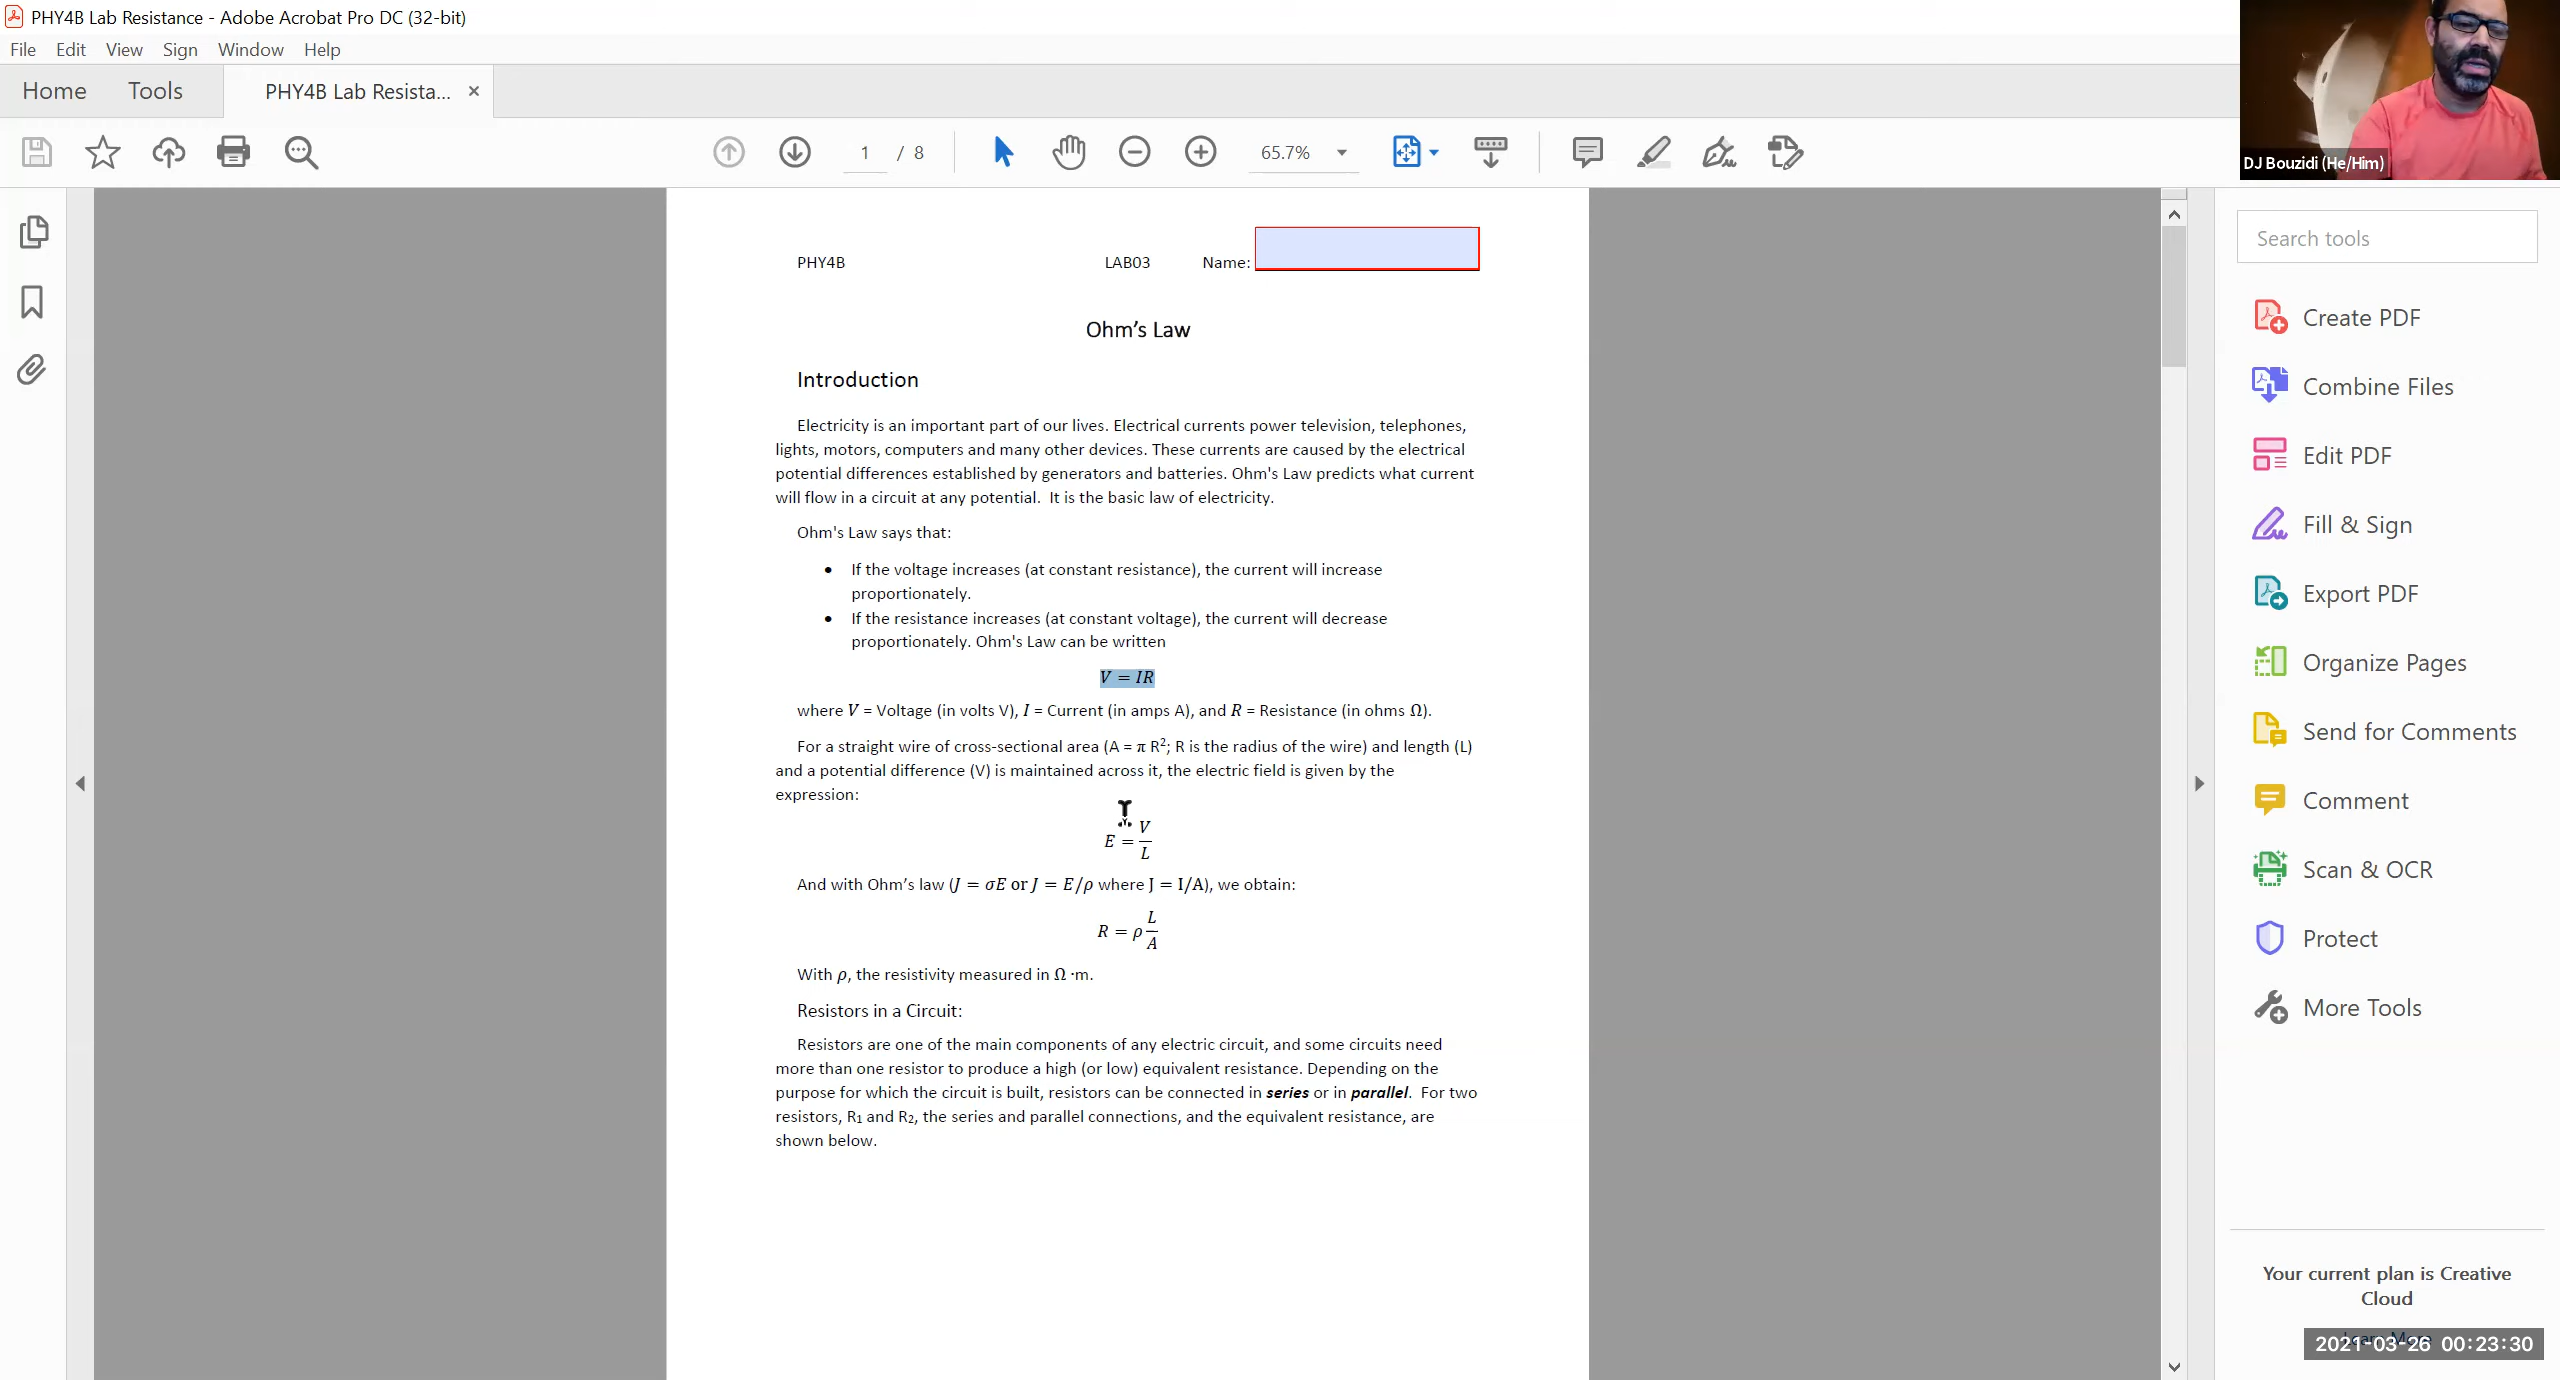 PHY4B Lab Resistance - Adobe Acrobat Pro DC (32-bit)
File Edit View Sign Window Help
Home Tools PHY4B Lab Resista... ×
1 / 8 65.7%
DJ Bouzidi (He/Him)
Search tools
Create PDF
Combine Files
Edit PDF
Fill & Sign
Export PDF
Organize Pages
Send for Comments
Comment
Scan & OCR
Protect
More Tools
Your current plan is Creative
Cloud
Learn More
2021-03-26 00:23:30
PHY4B LAB03 Name:
Ohm’s Law
Introduction
Electricity is an important part of our lives. Electrical currents power television, telephones,
lights, motors, computers and many other devices. These currents are caused by the electrical
potential differences established by generators and batteries. Ohm's Law predicts what current
will flow in a circuit at any potential. It is the basic law of electricity.
Ohm's Law says that:
• If the voltage increases (at constant resistance), the current will increase
proportionately.
• If the resistance increases (at constant voltage), the current will decrease
proportionately. Ohm's Law can be written
V = IR
where V = Voltage (in volts V), I = Current (in amps A), and R = Resistance (in ohms Ω).
For a straight wire of cross-sectional area (A = π R²; R is the radius of the wire) and length (L)
and a potential difference (V) is maintained across it, the electric field is given by the
expression:
E = V/L
And with Ohm’s law (J = σE or J = E/ρ where J = I/A), we obtain:
R = ρ L/A
With ρ, the resistivity measured in Ω ·m.
Resistors in a Circuit:
Resistors are one of the main components of any electric circuit, and some circuits need
more than one resistor to produce a high (or low) equivalent resistance. Depending on the
purpose for which the circuit is built, resistors can be connected in series or in parallel. For two
resistors, R₁ and R₂, the series and parallel connections, and the equivalent resistance, are
shown below.